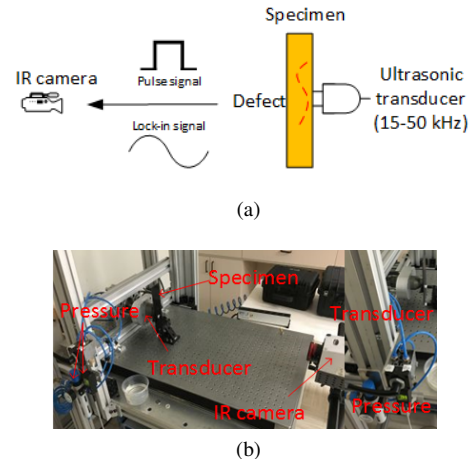 Specimen
IR camera
Pulse signal
Defect
Ultrasonic
transducer
(15-50 kHz)
Lock-in signal
(a)
Specimen
Pressure
Transducer
Transducer
IR camera
Pressure
(b)